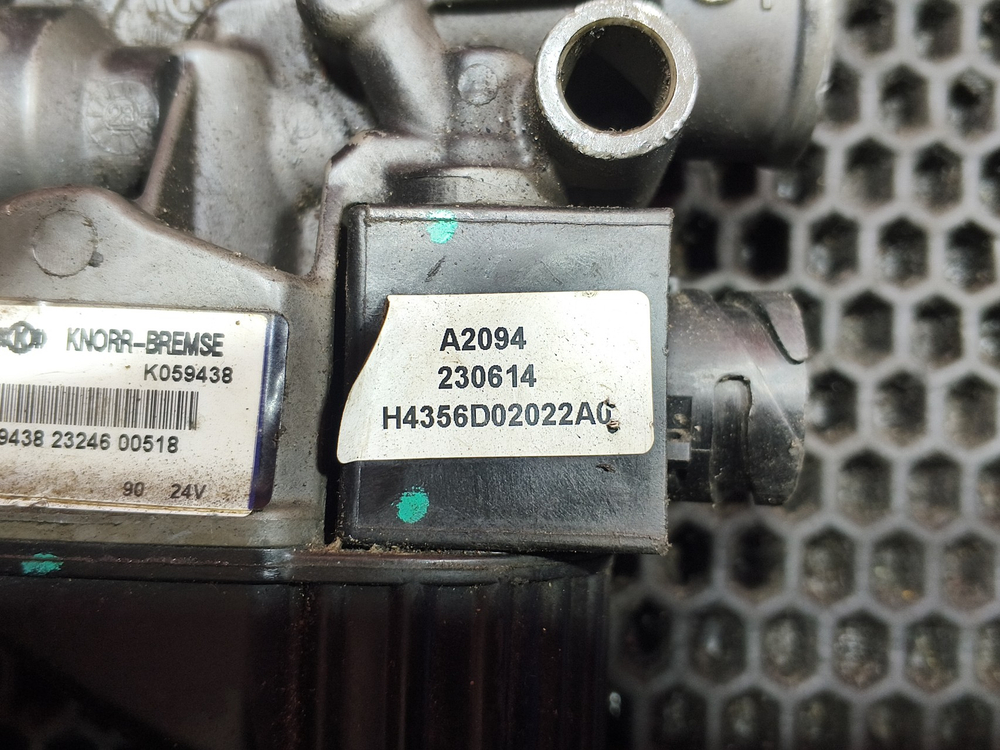 KNORR-BREMSE
K059438
9438 23246 00518
90 24V
A2094
230614
H4356D02022A0